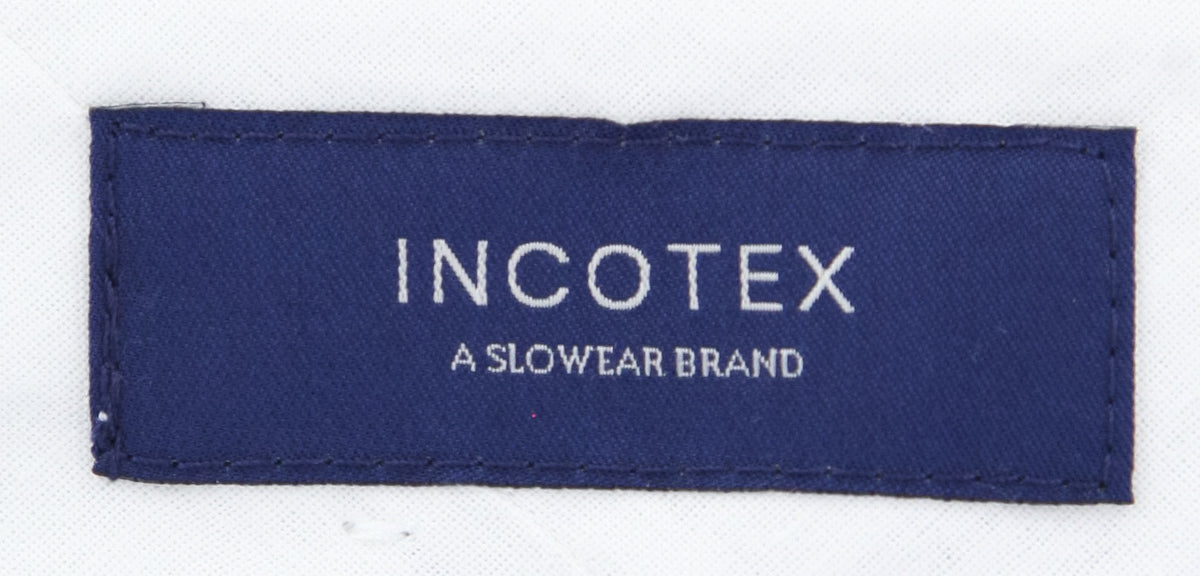 INCOTEX
A SLOWEAR BRAND